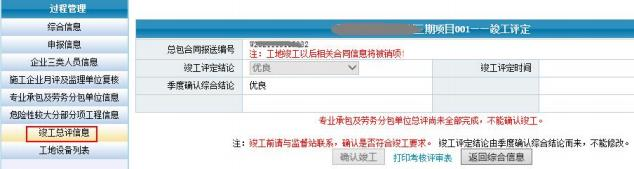 过程管理
综合信息
申报信息
企业三类人员信息
施工企业月评及监理单位复核
专业承包及劳务分包单位信息
危险性较大分部分项工程信息
竣工总评信息
工地设备列表
三期项目001——竣工评定
总包合同报送编号
注：工地竣工以后相关合同信息将被销项！
竣工评定结论 优良 竣工评定时间
季度确认综合结论 优良
专业承包及劳务分包单位总评尚未全部完成，不能确认竣工。
注：竣工前请与监督站联系，确认是否符合竣工要求。 竣工评定结论由季度确认综合结论而来，不能修改。
确认竣工 打印考核评审表 返回综合信息